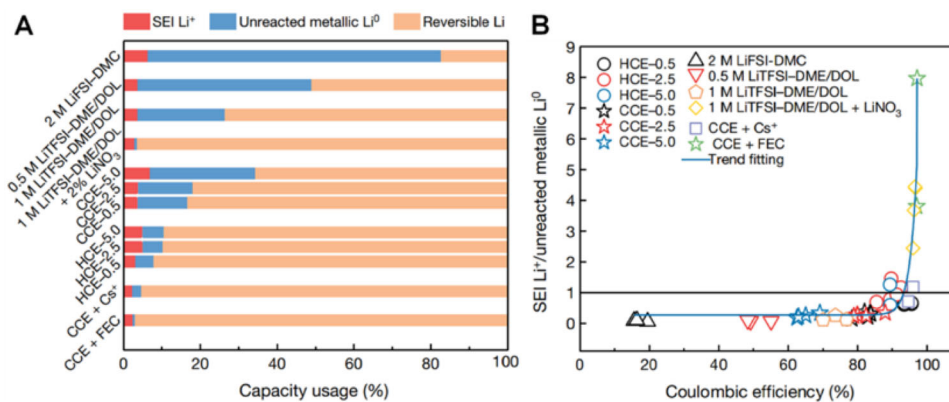 A
SEI Li⁺ Unreacted metallic Li⁰ Reversible Li
2 M LiFSI–DMC
0.5 M LiTFSI–DME/DOL
1 M LiTFSI–DME/DOL
1 M LiTFSI–DME/DOL
+ 2% LiNO₃
CCE–5.0
CCE–2.5
CCE–0.5
HCE–5.0
HCE–2.5
HCE–0.5
CCE + Cs⁺
CCE + FEC
0 20 40 60 80 100
Capacity usage (%)
B
SEI Li⁺/unreacted metallic Li⁰
9
8
7
6
5
4
3
2
1
0
HCE–0.5
HCE–2.5
HCE–5.0
CCE–0.5
CCE–2.5
CCE–5.0
2 M LiFSI–DMC
0.5 M LiTFSI–DME/DOL
1 M LiTFSI–DME/DOL
1 M LiTFSI–DME/DOL + LiNO₃
CCE + Cs⁺
CCE + FEC
Trend fitting
0 20 40 60 80 100
Coulombic efficiency (%)